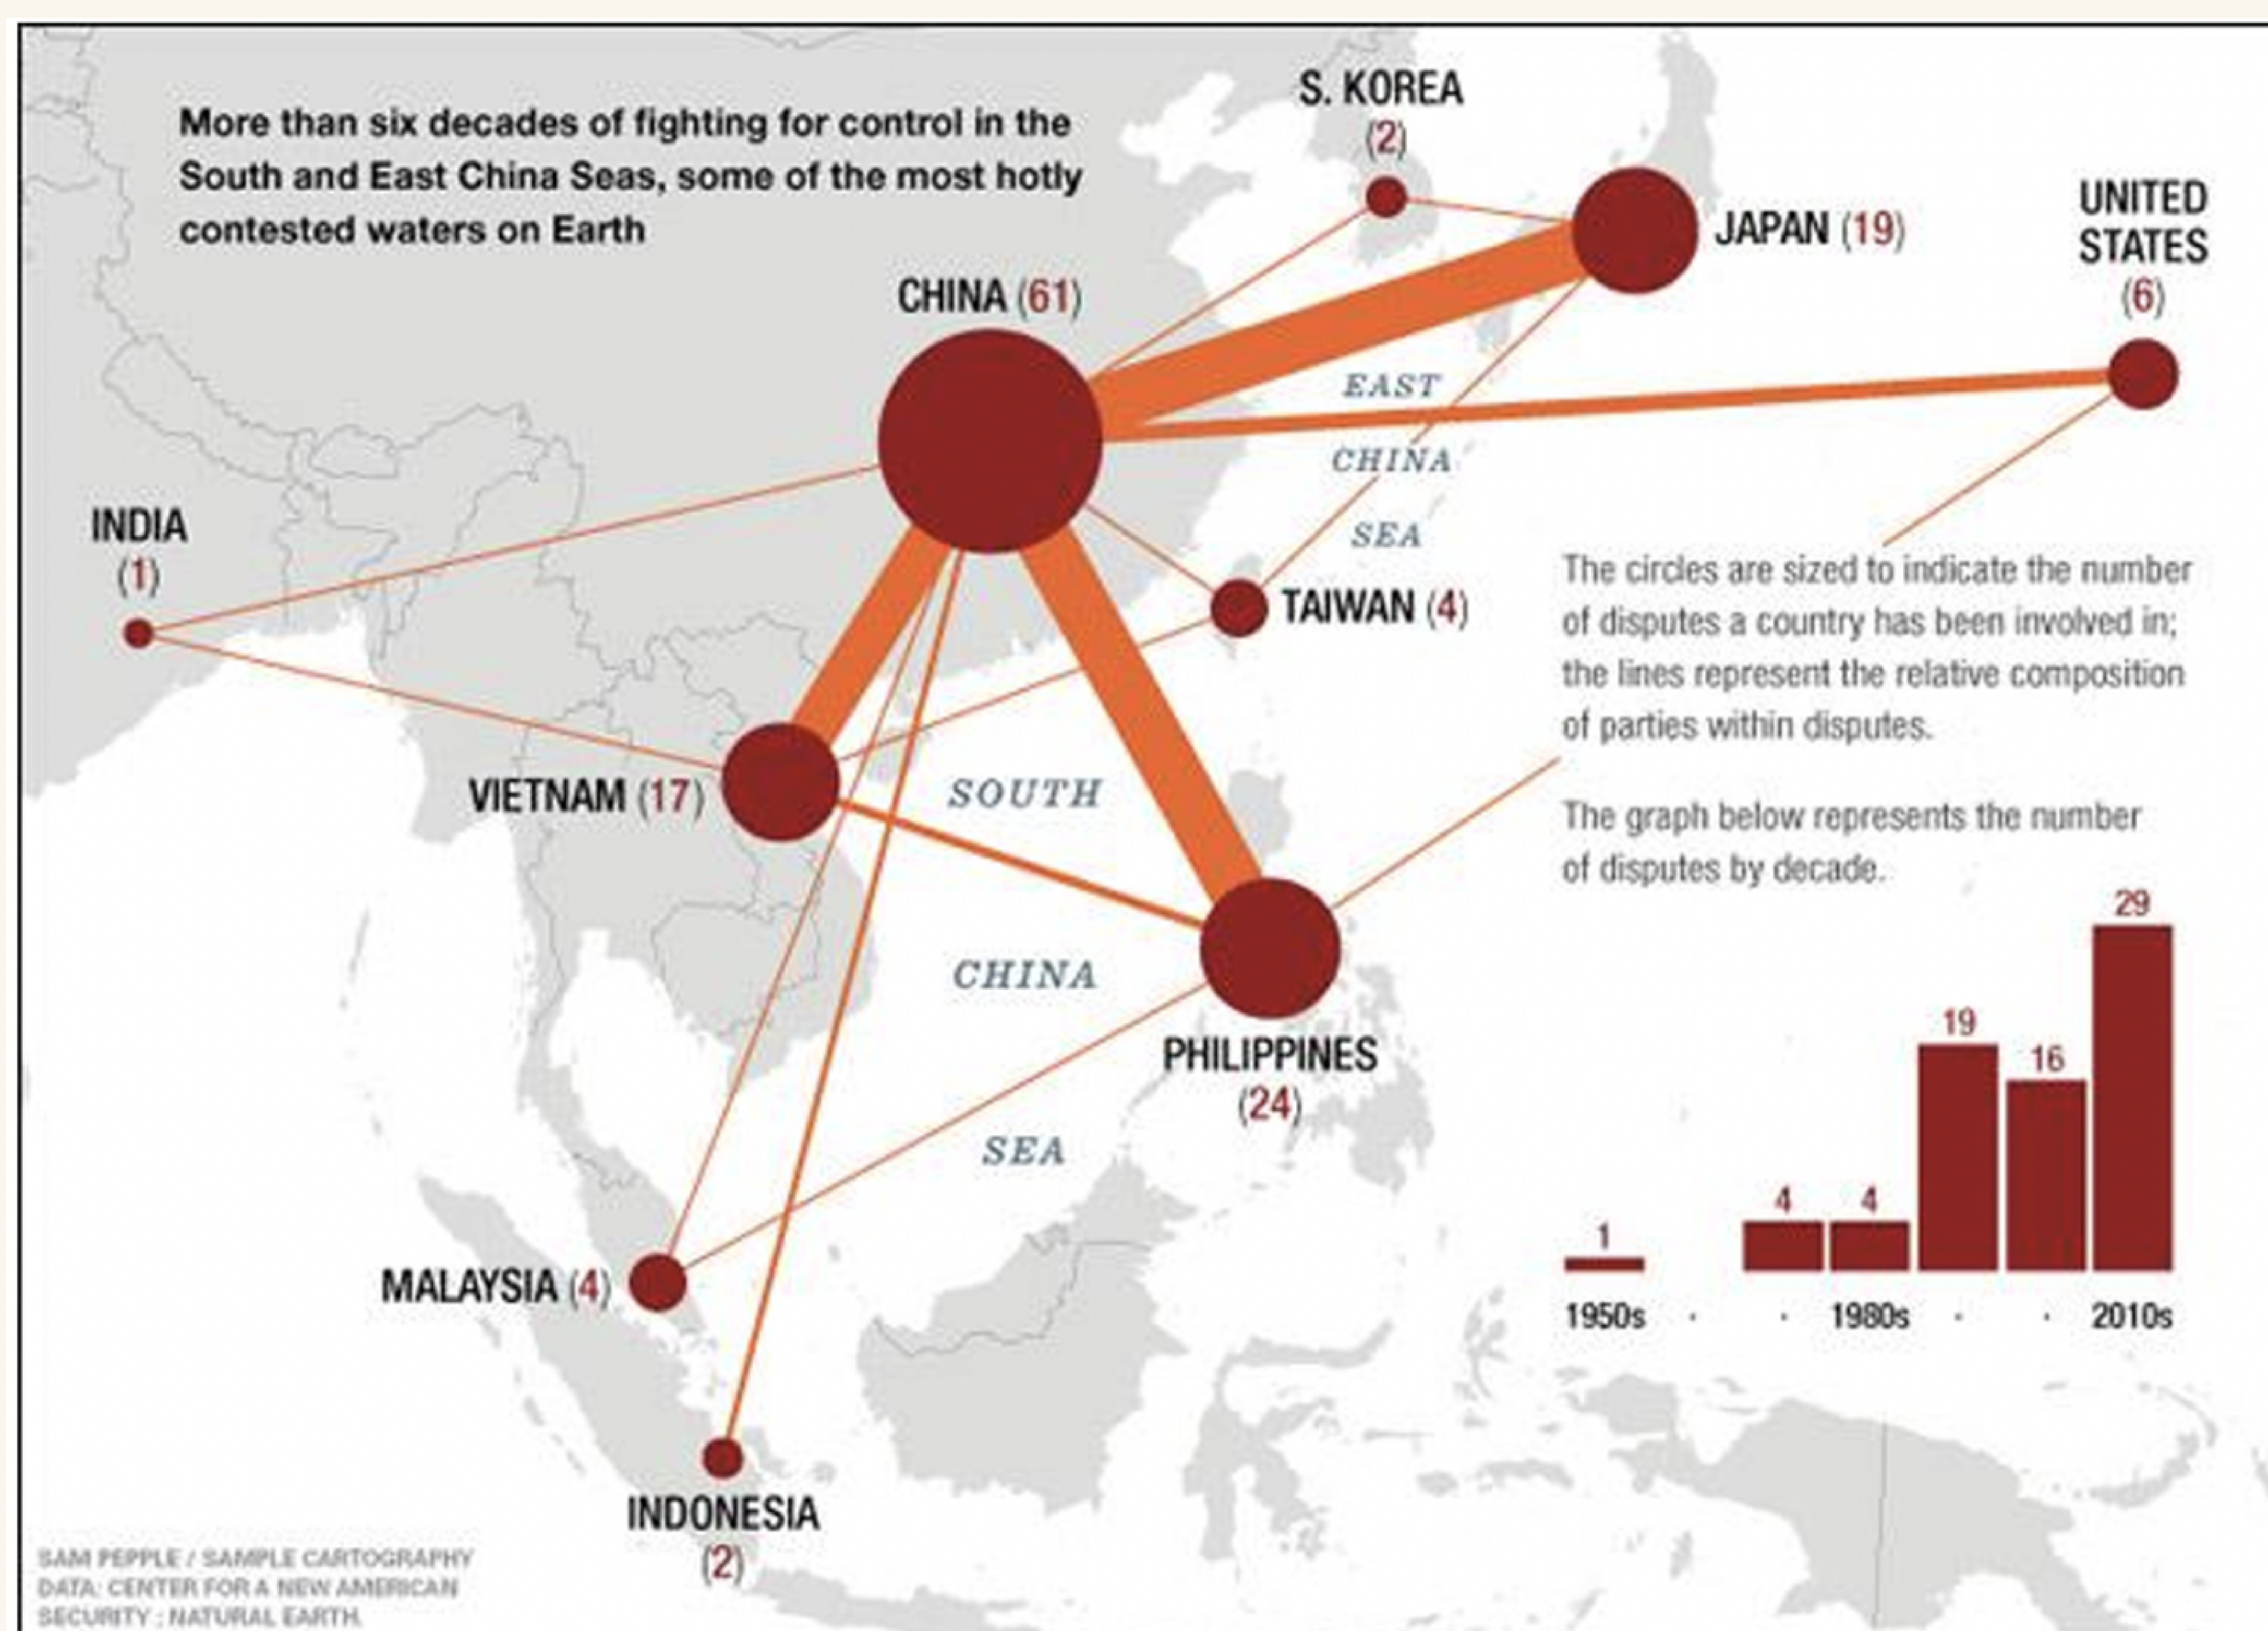 More than six decades of fighting for control in the
South and East China Seas, some of the most hotly
contested waters on Earth
S. KOREA
(2)
JAPAN (19)
UNITED
STATES
(6)
CHINA (61)
EAST
CHINA
SEA
INDIA
(1)
TAIWAN (4)
The circles are sized to indicate the number
of disputes a country has been involved in;
the lines represent the relative composition
of parties within disputes.
VIETNAM (17)
SOUTH
CHINA
SEA
The graph below represents the number
of disputes by decade.
PHILIPPINES
(24)
MALAYSIA (4)
INDONESIA
(2)
29
19
16
4 4
1
1950s · · 1980s · · 2010s
SAM PEPPLE / SAMPLE CARTOGRAPHY
DATA: CENTER FOR A NEW AMERICAN
SECURITY ; NATURAL EARTH.